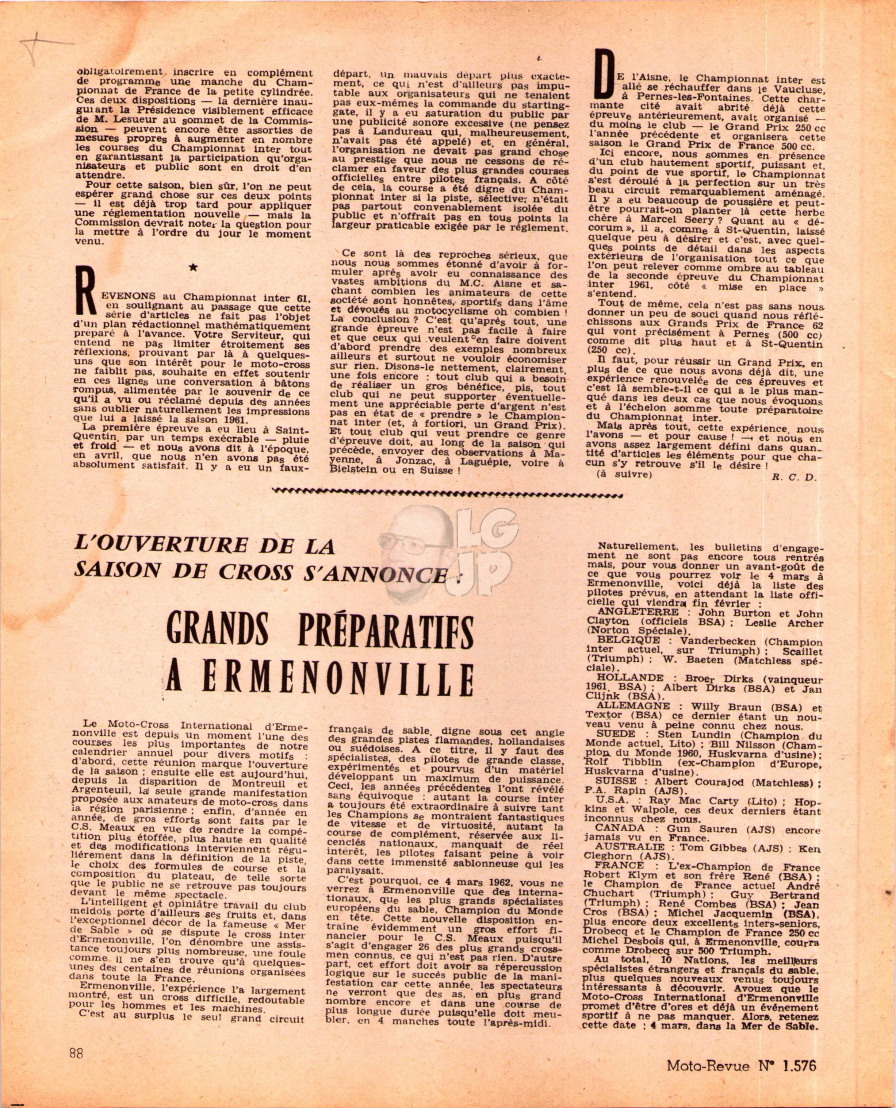 obligatoirement, inscrire en complément
de programme une manche du Cham-
pionnat de France de la petite cylindrée.
Ces deux dispositions — la dernière inau-
gurant la Présidence visiblement efficace
de M. Lesueur au sommet de la Commis-
sion — peuvent encore être assorties de
mesures propres à augmenter en nombre
les courses du Championnat inter tout
en garantissant la participation qu'orga-
nisateurs et public sont en droit d'en
attendre.
Pour cette saison, bien sûr, l'on ne peut
espérer grand chose sur ces deux points
— il est déjà trop tard pour appliquer
une réglementation nouvelle — mais la
Commission devrait noter la question pour
la mettre à l'ordre du jour le moment
venu.
★
REVENONS au Championnat inter 61,
en soulignant au passage que cette
série d'articles ne fait pas l'objet
d'un plan rédactionnel mathématiquement
préparé à l'avance. Votre Serviteur, qui
entend ne pas limiter étroitement ses
réflexions, prouvant par là à quelques-
uns que son intérêt pour le moto-cross
ne faiblit pas, souhaite en effet soutenir
en ces lignes une conversation à bâtons
rompus, alimentée par le souvenir de ce
qu'il a vu ou réclamé depuis des années
sans oublier naturellement les impressions
que lui a laissé la saison 1961.
La première épreuve a eu lieu à Saint-
Quentin par un temps exécrable — pluie
et froid — et nous avons dit à l'époque,
en avril, que nous n'en avons pas été
absolument satisfait. Il y a eu un faux-
départ, un mauvais départ plus exacte-
ment, ce qui n'est d'ailleurs pas impu-
table aux organisateurs qui ne tenaient
pas eux-mêmes la commande du starting-
gate, il y a eu saturation du public par
une publicité sonore excessive (ne pensez
pas à Landureau qui, malheureusement,
n'avait pas été appelé) et, en général,
l'organisation ne devait pas grand chose
au prestige que nous ne cessons de ré-
clamer en faveur des plus grandes courses
officielles entre pilotes français. A côté
de cela, la course a été digne du Cham-
pionnat inter si la piste, sélective, n'était
pas partout convenablement isolée du
public et n'offrait pas en tous points la
largeur praticable exigée par le règlement.
Ce sont là des reproches sérieux, que
nous nous sommes étonné d'avoir à for-
muler après avoir eu connaissance des
vastes ambitions du M.C. Aisne et sa-
chant combien les animateurs de cette
société sont honnêtes, sportifs dans l'âme
et dévoués au motocyclisme oh combien !
La conclusion ? C'est qu'après tout, une
grande épreuve n'est pas facile à faire
et que ceux qui veulent en faire doivent
d'abord prendre des exemples nombreux
ailleurs et surtout ne vouloir économiser
sur rien. Disons-le nettement, clairement,
une fois encore : tout club qui a besoin
de réaliser un gros bénéfice, pis, tout
club qui ne peut supporter éventuelle-
ment une appréciable perte d'argent n'est
pas en état de « prendre » le Champion-
nat inter (et, à fortiori, un Grand Prix).
Et tout club qui veut prendre ce genre
d'épreuve doit, au long de la saison qui
précède, envoyer des observations à Ma-
yenne, à Jonzac, à Laguépie, voire à
Bielstein ou en Suisse !
DE l'Aisne, le Championnat inter est
allé se réchauffer dans le Vaucluse,
à Pernes-les-Fontaines. Cette char-
mante cité avait abrité déjà cette
épreuve antérieurement, avait organisé —
du moins le club — le Grand Prix 250 cc
l'année précédente et organisera cette
saison le Grand Prix de France 500 cc.
Ici encore, nous sommes en présence
d'un club hautement sportif, puissant et,
du point de vue sportif, le Championnat
s'est déroulé à la perfection sur un très
beau circuit remarquablement aménagé.
Il y a eu beaucoup de poussière et peut-
être pourrait-on planter là cette herbe
chère à Marcel Seery ? Quant au « dé-
corum », il a, comme à St-Quentin, laissé
quelque peu à désirer et c'est, avec quel-
ques points de détail dans les aspects
extérieurs de l'organisation tout ce que
l'on peut relever comme ombre au tableau
de la seconde épreuve du Championnat
inter 1961, côté « mise en place »
s'entend.
Tout de même, cela n'est pas sans nous
donner un peu de souci quand nous réflé-
chissons aux Grands Prix de France 62
qui vont précisément à Pernes (500 cc)
comme dit plus haut et à St-Quentin
(250 cc).
Il faut, pour réussir un Grand Prix, en
plus de ce que nous avons déjà dit, une
expérience renouvelée de ces épreuves et
c'est là semble-t-il ce qui a le plus man-
qué dans les deux cas que nous évoquons
et à l'échelon somme toute préparatoire
du Championnat inter.
Mais après tout, cette expérience, nous
l'avons — et pour cause ! — et nous en
avons assez largement défini dans quan-
tité d'articles les éléments pour que cha-
cun s'y retrouve s'il le désire !
(à suivre)
R. C. D.
LG
JP
L'OUVERTURE DE LA
SAISON DE CROSS S'ANNONCE :
GRANDS PRÉPARATIFS
A ERMENONVILLE
Le Moto-Cross International d'Erme-
nonville est depuis un moment l'une des
courses les plus importantes de notre
calendrier annuel pour divers motifs :
d'abord, cette réunion marque l'ouverture
de la saison ; ensuite elle est aujourd'hui,
depuis la disparition de Montreuil et
Argenteuil, la seule grande manifestation
proposée aux amateurs de moto-cross dans
la région parisienne ; enfin, d'année en
année, de gros efforts sont faits par le
C.S. Meaux en vue de rendre la compé-
tition plus étoffée, plus haute en qualité
et des modifications interviennent régu-
lièrement dans la définition de la piste,
le choix des formules de course et la
composition du plateau, de telle sorte
que le public ne se retrouve pas toujours
devant le même spectacle.
L'intelligent et opiniâtre travail du club
meldois porte d'ailleurs ses fruits et, dans
l'exceptionnel décor de la fameuse « Mer
de Sable » où se dispute le cross inter
d'Ermenonville, l'on dénombre une assis-
tance toujours plus nombreuse, une foule
comme il ne s'en trouve qu'à quelques-
unes des centaines de réunions organisées
dans toute la France.
Ermenonville, l'expérience l'a largement
montré, est un cross difficile, redoutable
pour les hommes et les machines.
C'est au surplus le seul grand circuit
français de sable, digne sous cet angle
des grandes pistes flamandes, hollandaises
ou suédoises. A ce titre, il y faut des
spécialistes, des pilotes de grande classe,
expérimentés et pourvus d'un matériel
développant un maximum de puissance.
Ceci, les années précédentes l'ont révélé
sans équivoque : autant la course inter
a toujours été extraordinaire à suivre tant
les Champions se montraient fantastiques
de vitesse et de virtuosité, autant la
course de complément, réservée aux li-
cenciés nationaux, manquait de réel
intérêt, les pilotes faisant peine à voir
dans cette immensité sablonneuse qui les
paralysait.
C'est pourquoi, ce 4 mars 1962, vous ne
verrez à Ermenonville que des interna-
tionaux, que les plus grands spécialistes
européens du sable, Champion du Monde
en tête. Cette nouvelle disposition en-
traîne évidemment un gros effort fi-
nancier pour le C.S. Meaux puisqu'il
s'agit d'engager 26 des plus grands cross-
men connus, ce qui n'est pas rien. D'autre
part, cet effort doit avoir sa répercussion
logique sur le succès public de la mani-
festation car cette année, les spectateurs
ne verront que des as, en plus grand
nombre encore et dans une course de
plus longue durée puisqu'elle doit meu-
bler, en 4 manches toute l'après-midi.
Naturellement, les bulletins d'engage-
ment ne sont pas encore tous rentrés
mais, pour vous donner un avant-goût de
ce que vous pourrez voir le 4 mars à
Ermenonville, voici déjà la liste des
pilotes prévus, en attendant la liste offi-
cielle qui viendra fin février :
ANGLETERRE : John Burton et John
Clayton (officiels BSA) ; Leslie Archer
(Norton Spéciale).
BELGIQUE : Vanderbecken (Champion
inter actuel, sur Triumph) ; Scaillet
(Triumph) ; W. Baeten (Matchless spé-
ciale).
HOLLANDE : Broer Dirks (vainqueur
1961, BSA) ; Albert Dirks (BSA) et Jan
Clijnk (BSA).
ALLEMAGNE : Willy Braun (BSA) et
Textor (BSA) ce dernier étant un nou-
veau venu à peine connu chez nous.
SUEDE : Sten Lundin (Champion du
Monde actuel, Lito) ; Bill Nilsson (Cham-
pion du Monde 1960, Huskvarna d'usine) ;
Rolf Tibblin (ex-Champion d'Europe,
Huskvarna d'usine).
SUISSE : Albert Courajod (Matchless) ;
P.A. Rapin (AJS).
U.S.A. : Ray Mac Carty (Lito) ; Hop-
kins et Walpole, ces deux derniers étant
inconnus chez nous.
CANADA : Gun Sauren (AJS) encore
jamais vu en France.
AUSTRALIE : Tom Gibbes (AJS) : Ken
Cleghorn (AJS).
FRANCE : L'ex-Champion de France
Robert Klym et son frère René (BSA) ;
le Champion de France actuel André
Chuchart (Triumph) ; Guy Bertrand
(Triumph) ; René Combes (BSA) ; Jean
Cros (BSA) ; Michel Jacquemin (BSA),
plus encore deux excellents inters-seniors,
Drobecq et le Champion de France 250 cc
Michel Desbois qui, à Ermenonville, courra
comme Drobecq sur 500 Triumph.
Au total, 10 Nations, les meilleurs
spécialistes étrangers et français du sable,
plus quelques nouveaux venus toujours
intéressants à découvrir. Avouez que le
Moto-Cross International d'Ermenonville
promet d'être d'ores et déjà un événement
sportif à ne pas manquer. Alors, retenez
cette date : 4 mars, dans la Mer de Sable.
88
Moto-Revue N° 1.576